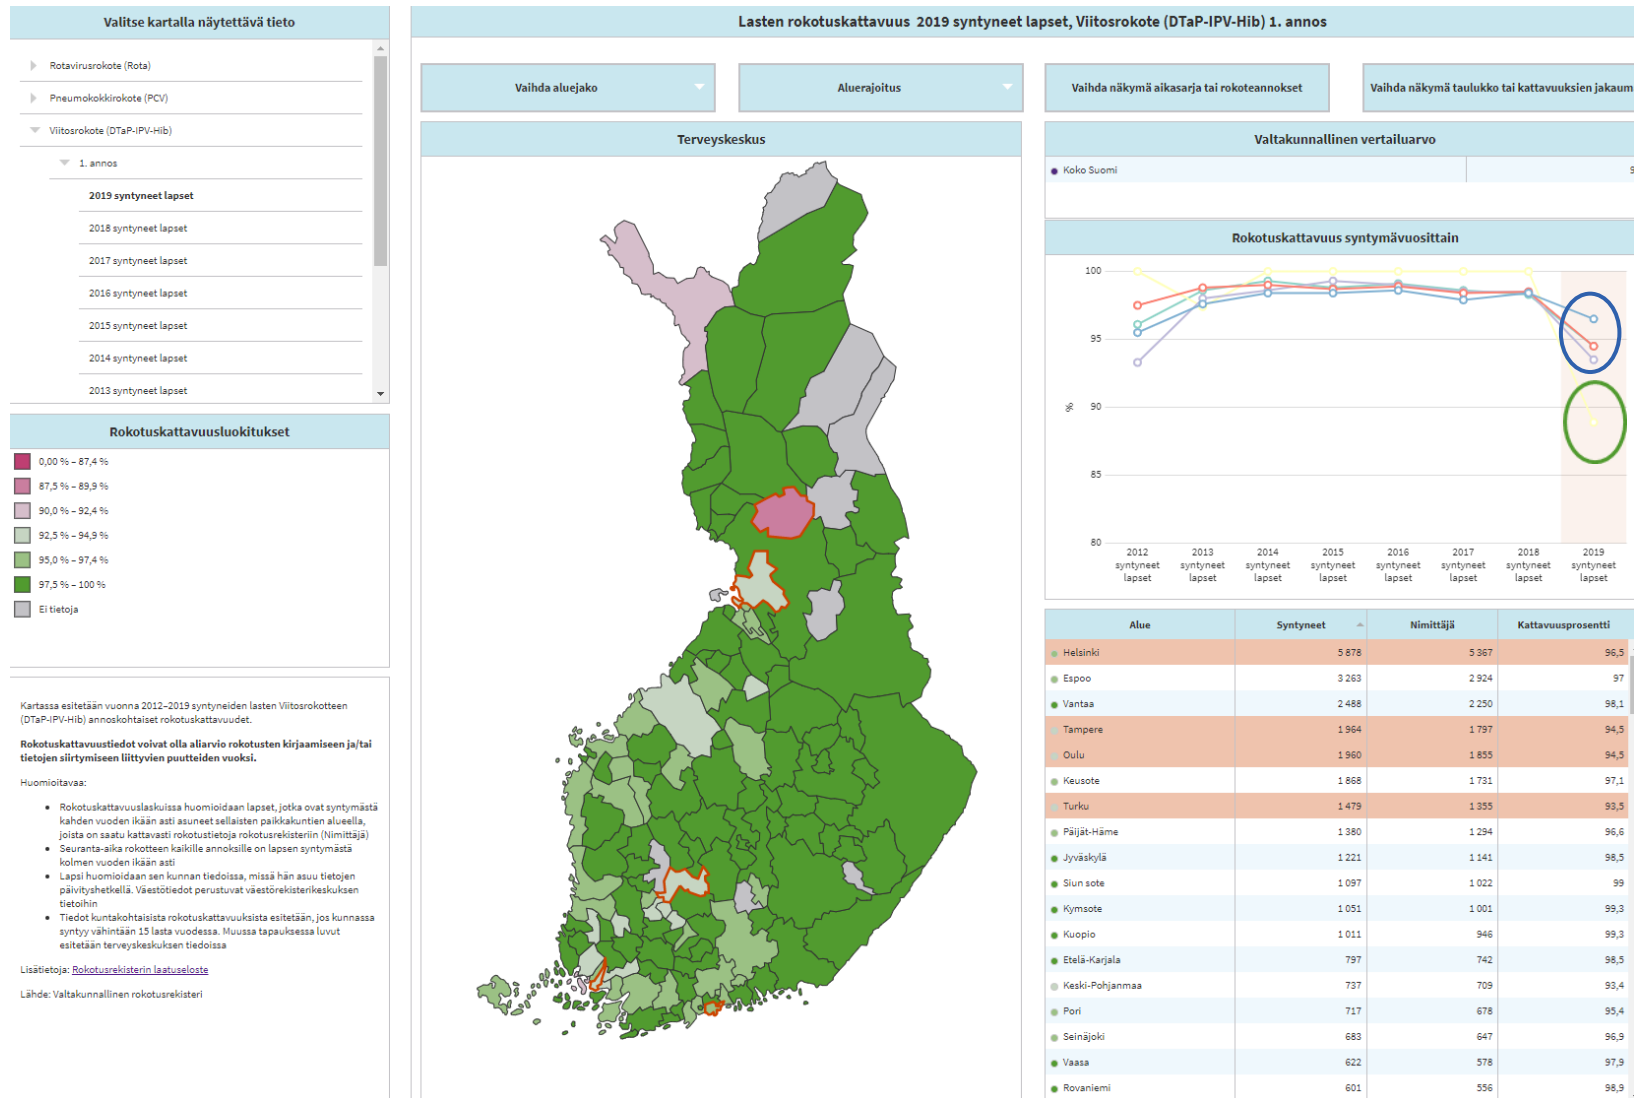 Valitse kartalla näytettävä tieto
Rotavirusrokote (Rota)
Pneumokokkirokote (PCV)
Viitosrokote (DTaP-IPV-Hib)
1. annos
2019 syntyneet lapset
2018 syntyneet lapset
2017 syntyneet lapset
2016 syntyneet lapset
2015 syntyneet lapset
2014 syntyneet lapset
2013 syntyneet lapset
Rokotuskattavuusluokitukset
0,00 % – 87,4 %
87,5 % – 89,9 %
90,0 % – 92,4 %
92,5 % – 94,9 %
95,0 % – 97,4 %
97,5 % – 100 %
Ei tietoja
Kartassa esitetään vuonna 2012–2019 syntyneiden lasten Viitosrokotteen
(DTaP-IPV-Hib) annoskohtaiset rokotuskattavuudet.
Rokotuskattavuustiedot voivat olla aliarvio rokotusten kirjaamiseen ja/tai
tietojen siirtymiseen liittyvien puutteiden vuoksi.
Huomioitavaa:
• Rokotuskattavuuslaskuissa huomioidaan lapset, jotka ovat syntymästä
kahden vuoden ikään asti asuneet sellaisten paikkakuntien alueella,
joista on saatu kattavasti rokotustietoja rokotusrekisteriin (Nimittäjä)
• Seuranta-aika rokotteen kaikille annoksille on lapsen syntymästä
kolmen vuoden ikään asti
• Lapsi huomioidaan sen kunnan tiedoissa, missä hän asuu tietojen
päivityshetkellä. Väestötiedot perustuvat väestörekisterikeskuksen
tietoihin
• Tiedot kuntakohtaisista rokotuskattavuuksista esitetään, jos kunnassa
syntyy vähintään 15 lasta vuodessa. Muussa tapauksessa luvut
esitetään terveyskeskuksen tiedoissa
Lisätietoja: Rokotusrekisterin laatuseloste
Lähde: Valtakunnallinen rokotusrekisteri
Lasten rokotuskattavuus 2019 syntyneet lapset, Viitosrokote (DTaP-IPV-Hib) 1. annos
Vaihda aluejako
Aluerajoitus
Vaihda näkymä aikasarja tai rokoteannokset
Vaihda näkymä taulukko tai kattavuuksien jakaum
Terveyskeskus
Valtakunnallinen vertailuarvo
Koko Suomi 9
Rokotuskattavuus syntymävuosittain
100
95
90
85
80
%
2012 2013 2014 2015 2016 2017 2018 2019
syntyneet syntyneet syntyneet syntyneet syntyneet syntyneet syntyneet syntyneet
lapset lapset lapset lapset lapset lapset lapset lapset
Alue Syntyneet Nimittäjä Kattavuusprosentti
Helsinki 5 878 5 367 96,5
Espoo 3 263 2 924 97
Vantaa 2 488 2 250 98,1
Tampere 1 964 1 797 94,5
Oulu 1 960 1 855 94,5
Keusote 1 868 1 731 97,1
Turku 1 479 1 355 93,5
Päijät-Häme 1 380 1 294 96,6
Jyväskylä 1 221 1 141 98,5
Siun sote 1 097 1 022 99
Kymsote 1 051 1 001 99,3
Kuopio 1 011 946 99,3
Etelä-Karjala 797 742 98,5
Keski-Pohjanmaa 737 709 93,4
Pori 717 678 95,4
Seinäjoki 683 647 96,9
Vaasa 622 578 97,9
Rovaniemi 601 556 98,9